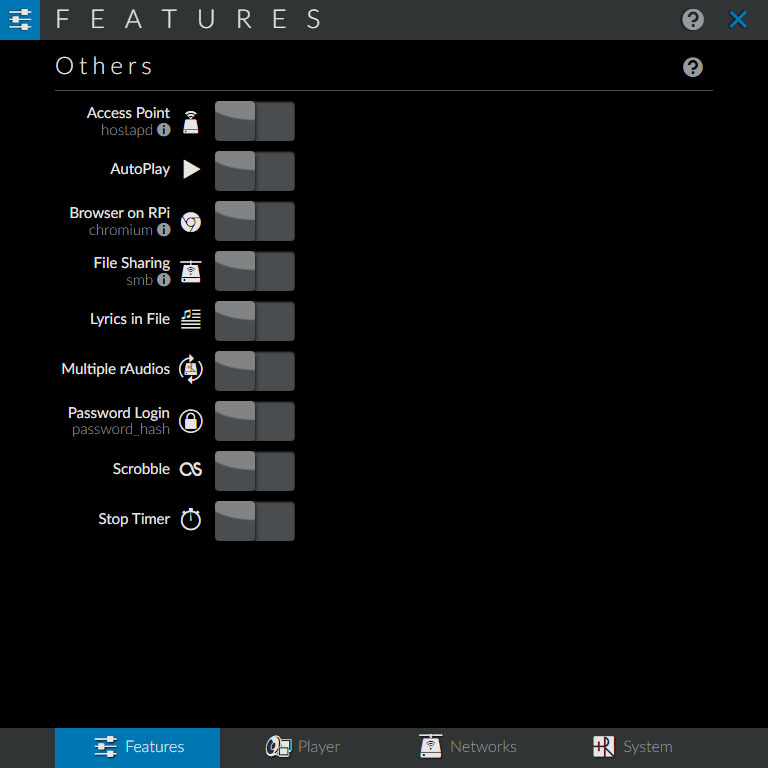 FEATURES
Others
Access Point
hostapd
AutoPlay
Browser on RPi
chromium
File Sharing
smb
Lyrics in File
Multiple rAudios
Password Login
password_hash
Scrobble
Stop Timer
Features Player Networks System